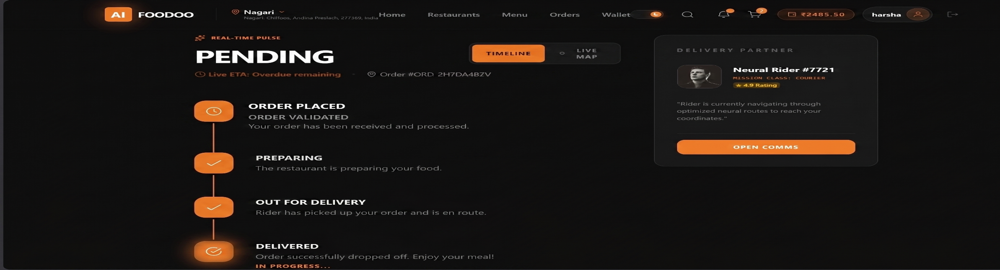 AI FOODOO
Nagari
Nagari. Chilfoos, Andina Preslach, 277369, India
Home Restaurants Menu Orders Wallet
2
₹2485.50
harsha
REAL-TIME PULSE
PENDING
TIMELINE
LIVE
MAP
Live ETA: Overdue remaining
Order #ORD 2H7DA4BZV
ORDER PLACED
ORDER VALIDATED
Your order has been received and processed.
PREPARING
The restaurant is preparing your food.
OUT FOR DELIVERY
Rider has picked up your order and is en route.
DELIVERED
Order successfully dropped off. Enjoy your meal!
IN PROGRESS...
DELIVERY PARTNER
Neural Rider #7721
MISSION CLASS: COURIER
★ 4.9 Rating
"Rider is currently navigating through
optimized neural routes to reach your
coordinates."
OPEN COMMS